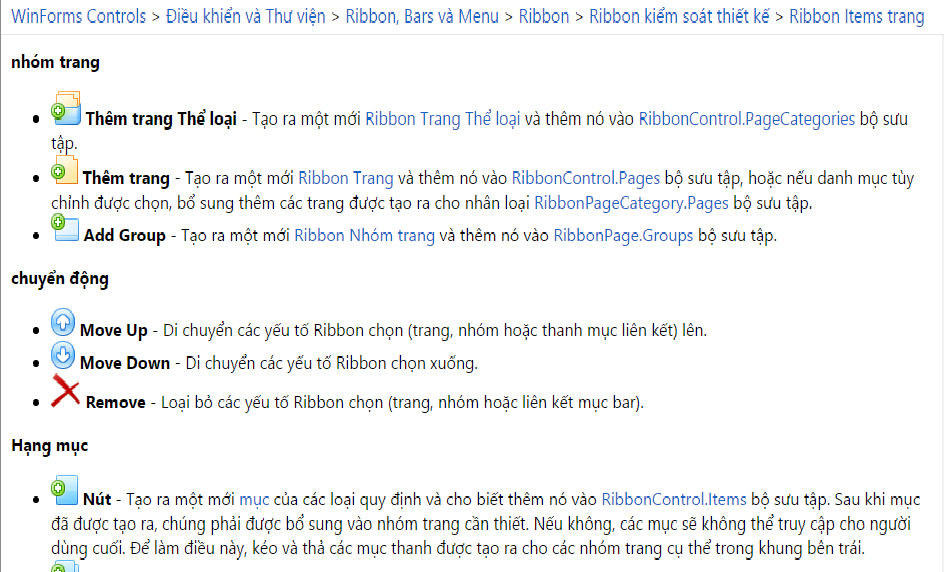 WinForms Controls > Điều khiển và Thư viện > Ribbon, Bars và Menu > Ribbon > Ribbon kiểm soát thiết kế > Ribbon Items trang
nhóm trang
Thêm trang Thể loại - Tạo ra một mới Ribbon Trang Thể loại và thêm nó vào RibbonControl.PageCategories bộ sưu
tập.
Thêm trang - Tạo ra một mới Ribbon Trang và thêm nó vào RibbonControl.Pages bộ sưu tập, hoặc nếu danh mục tùy
chỉnh được chọn, bổ sung thêm các trang được tạo ra cho nhân loại RibbonPageCategory.Pages bộ sưu tập.
Add Group - Tạo ra một mới Ribbon Nhóm trang và thêm nó vào RibbonPage.Groups bộ sưu tập.
chuyển động
Move Up - Di chuyển các yếu tố Ribbon chọn (trang, nhóm hoặc thanh mục liên kết) lên.
Move Down - Di chuyển các yếu tố Ribbon chọn xuống.
Remove - Loại bỏ các yếu tố Ribbon chọn (trang, nhóm hoặc liên kết mục bar).
Hạng mục
Nút - Tạo ra một mới mục của các loại quy định và cho biết thêm nó vào RibbonControl.Items bộ sưu tập. Sau khi mục
đã được tạo ra, chúng phải được bổ sung vào nhóm trang cần thiết. Nếu không, các mục sẽ không thể truy cập cho người
dùng cuối. Để làm điều này, kéo và thả các mục thanh được tạo ra cho các nhóm trang cụ thể trong khung bên trái.